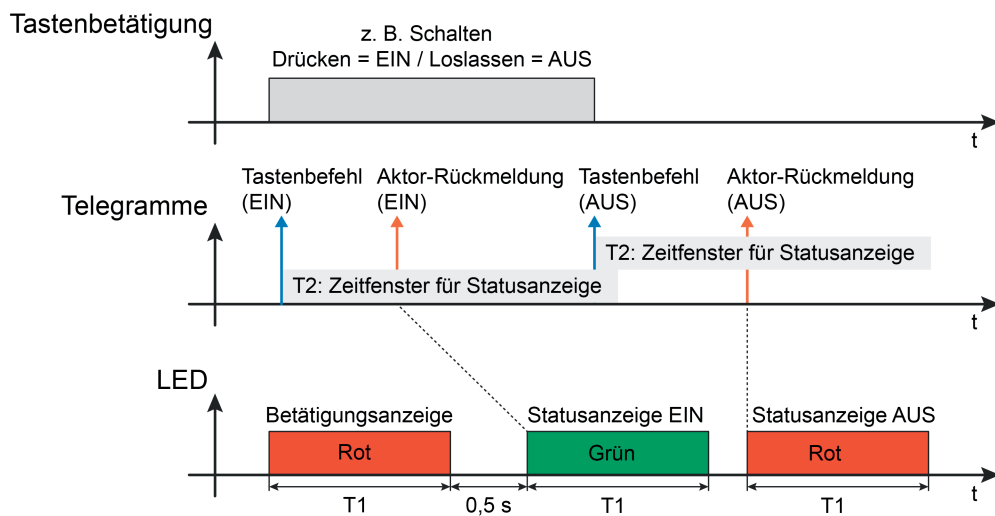 Tastenbetätigung
z. B. Schalten
Drücken = EIN / Loslassen = AUS
t
Telegramme
Tastenbefehl
(EIN)
Aktor-Rückmeldung
(EIN)
Tastenbefehl
(AUS)
Aktor-Rückmeldung
(AUS)
T2: Zeitfenster für Statusanzeige
T2: Zeitfenster für Statusanzeige
t
LED
Betätigungsanzeige
Statusanzeige EIN
Statusanzeige AUS
Rot
Grün
Rot
t
T1
0,5 s
T1
T1